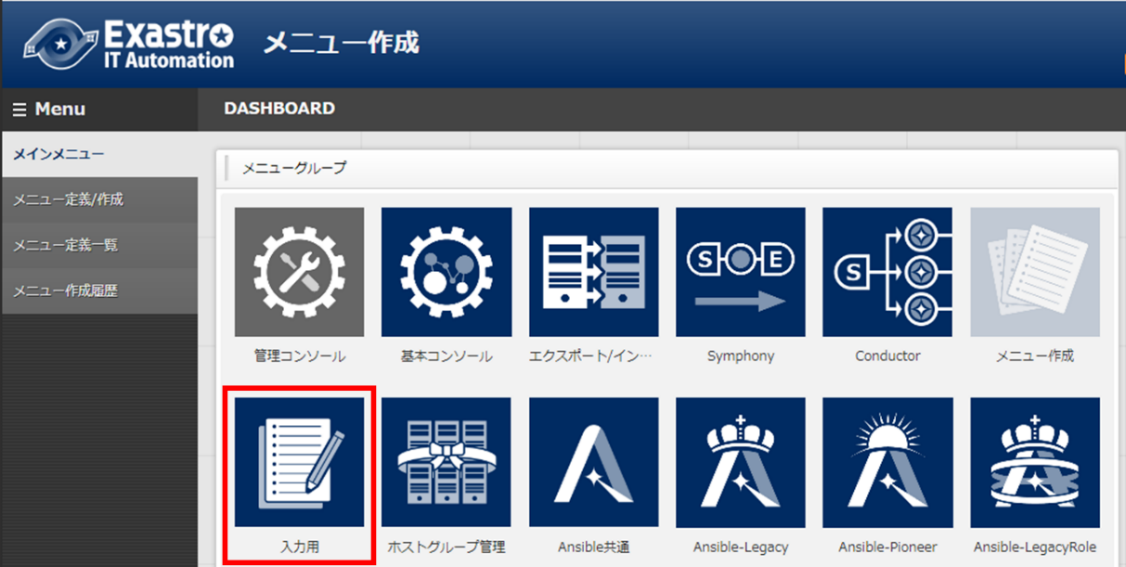 Exastro
IT Automation
メニュー作成
Menu
DASHBOARD
メインメニュー
メニュー定義/作成
メニュー定義一覧
メニュー作成履歴
メニューグループ
S
E
S
管理コンソール
基本コンソール
エクスポート/イン…
Symphony
Conductor
メニュー作成
入力用
ホストグループ管理
Ansible共通
Ansible-Legacy
Ansible-Pioneer
Ansible-LegacyRole